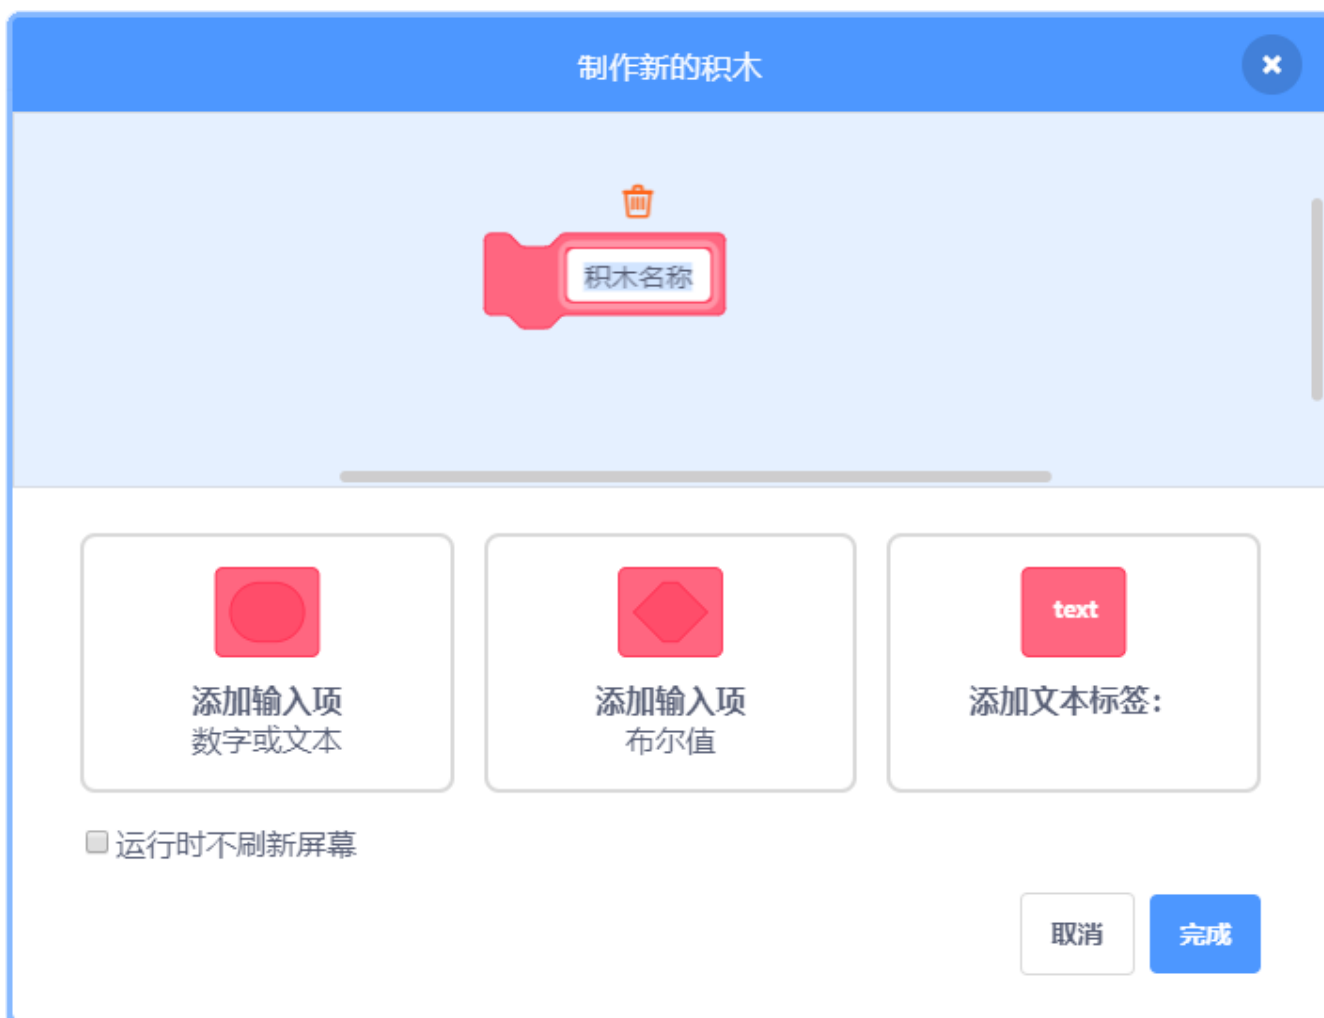 制作新的积木
积木名称
text
添加输入项
数字或文本
添加输入项
布尔值
添加文本标签：
运行时不刷新屏幕
取消
完成